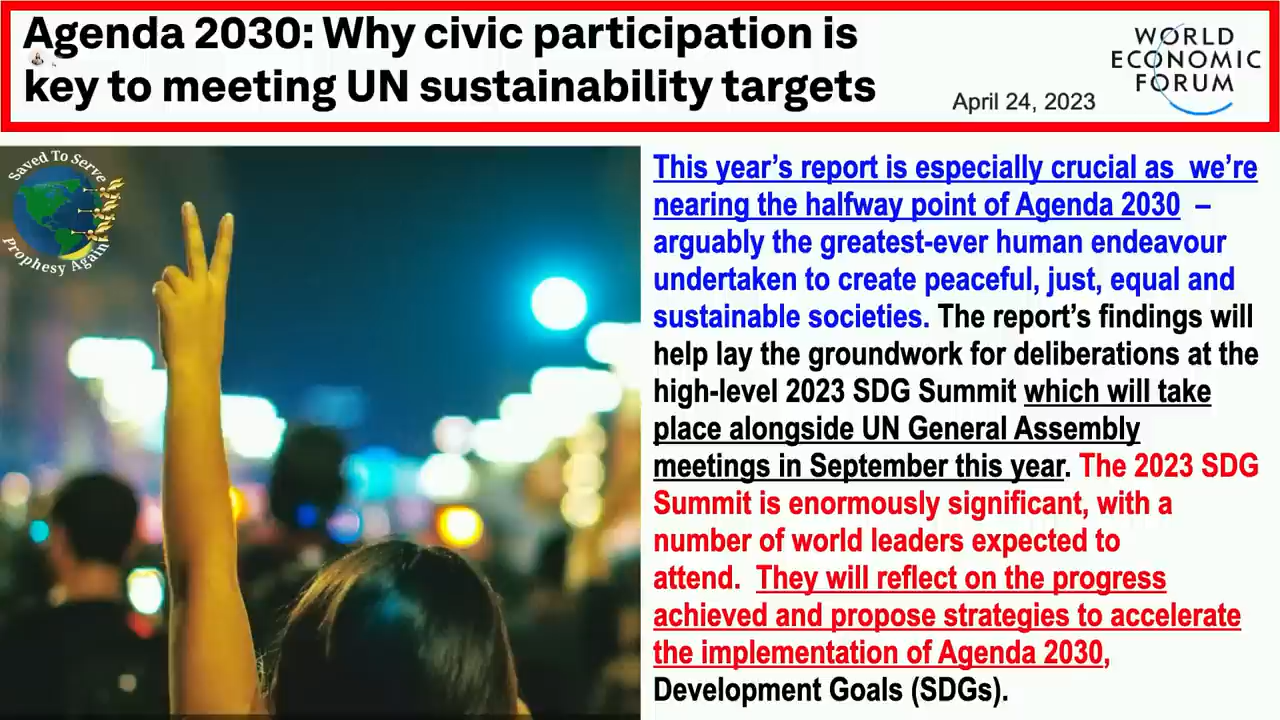 Agenda 2030: Why civic participation is
key to meeting UN sustainability targets
April 24, 2023
WORLD
ECONOMIC
FORUM
Saved To Serve
Prophesy Again
This year's report is especially crucial as we're
nearing the halfway point of Agenda 2030 –
arguably the greatest-ever human endeavour
undertaken to create peaceful, just, equal and
sustainable societies. The report's findings will
help lay the groundwork for deliberations at the
high-level 2023 SDG Summit which will take
place alongside UN General Assembly
meetings in September this year. The 2023 SDG
Summit is enormously significant, with a
number of world leaders expected to
attend. They will reflect on the progress
achieved and propose strategies to accelerate
the implementation of Agenda 2030,
Development Goals (SDGs).